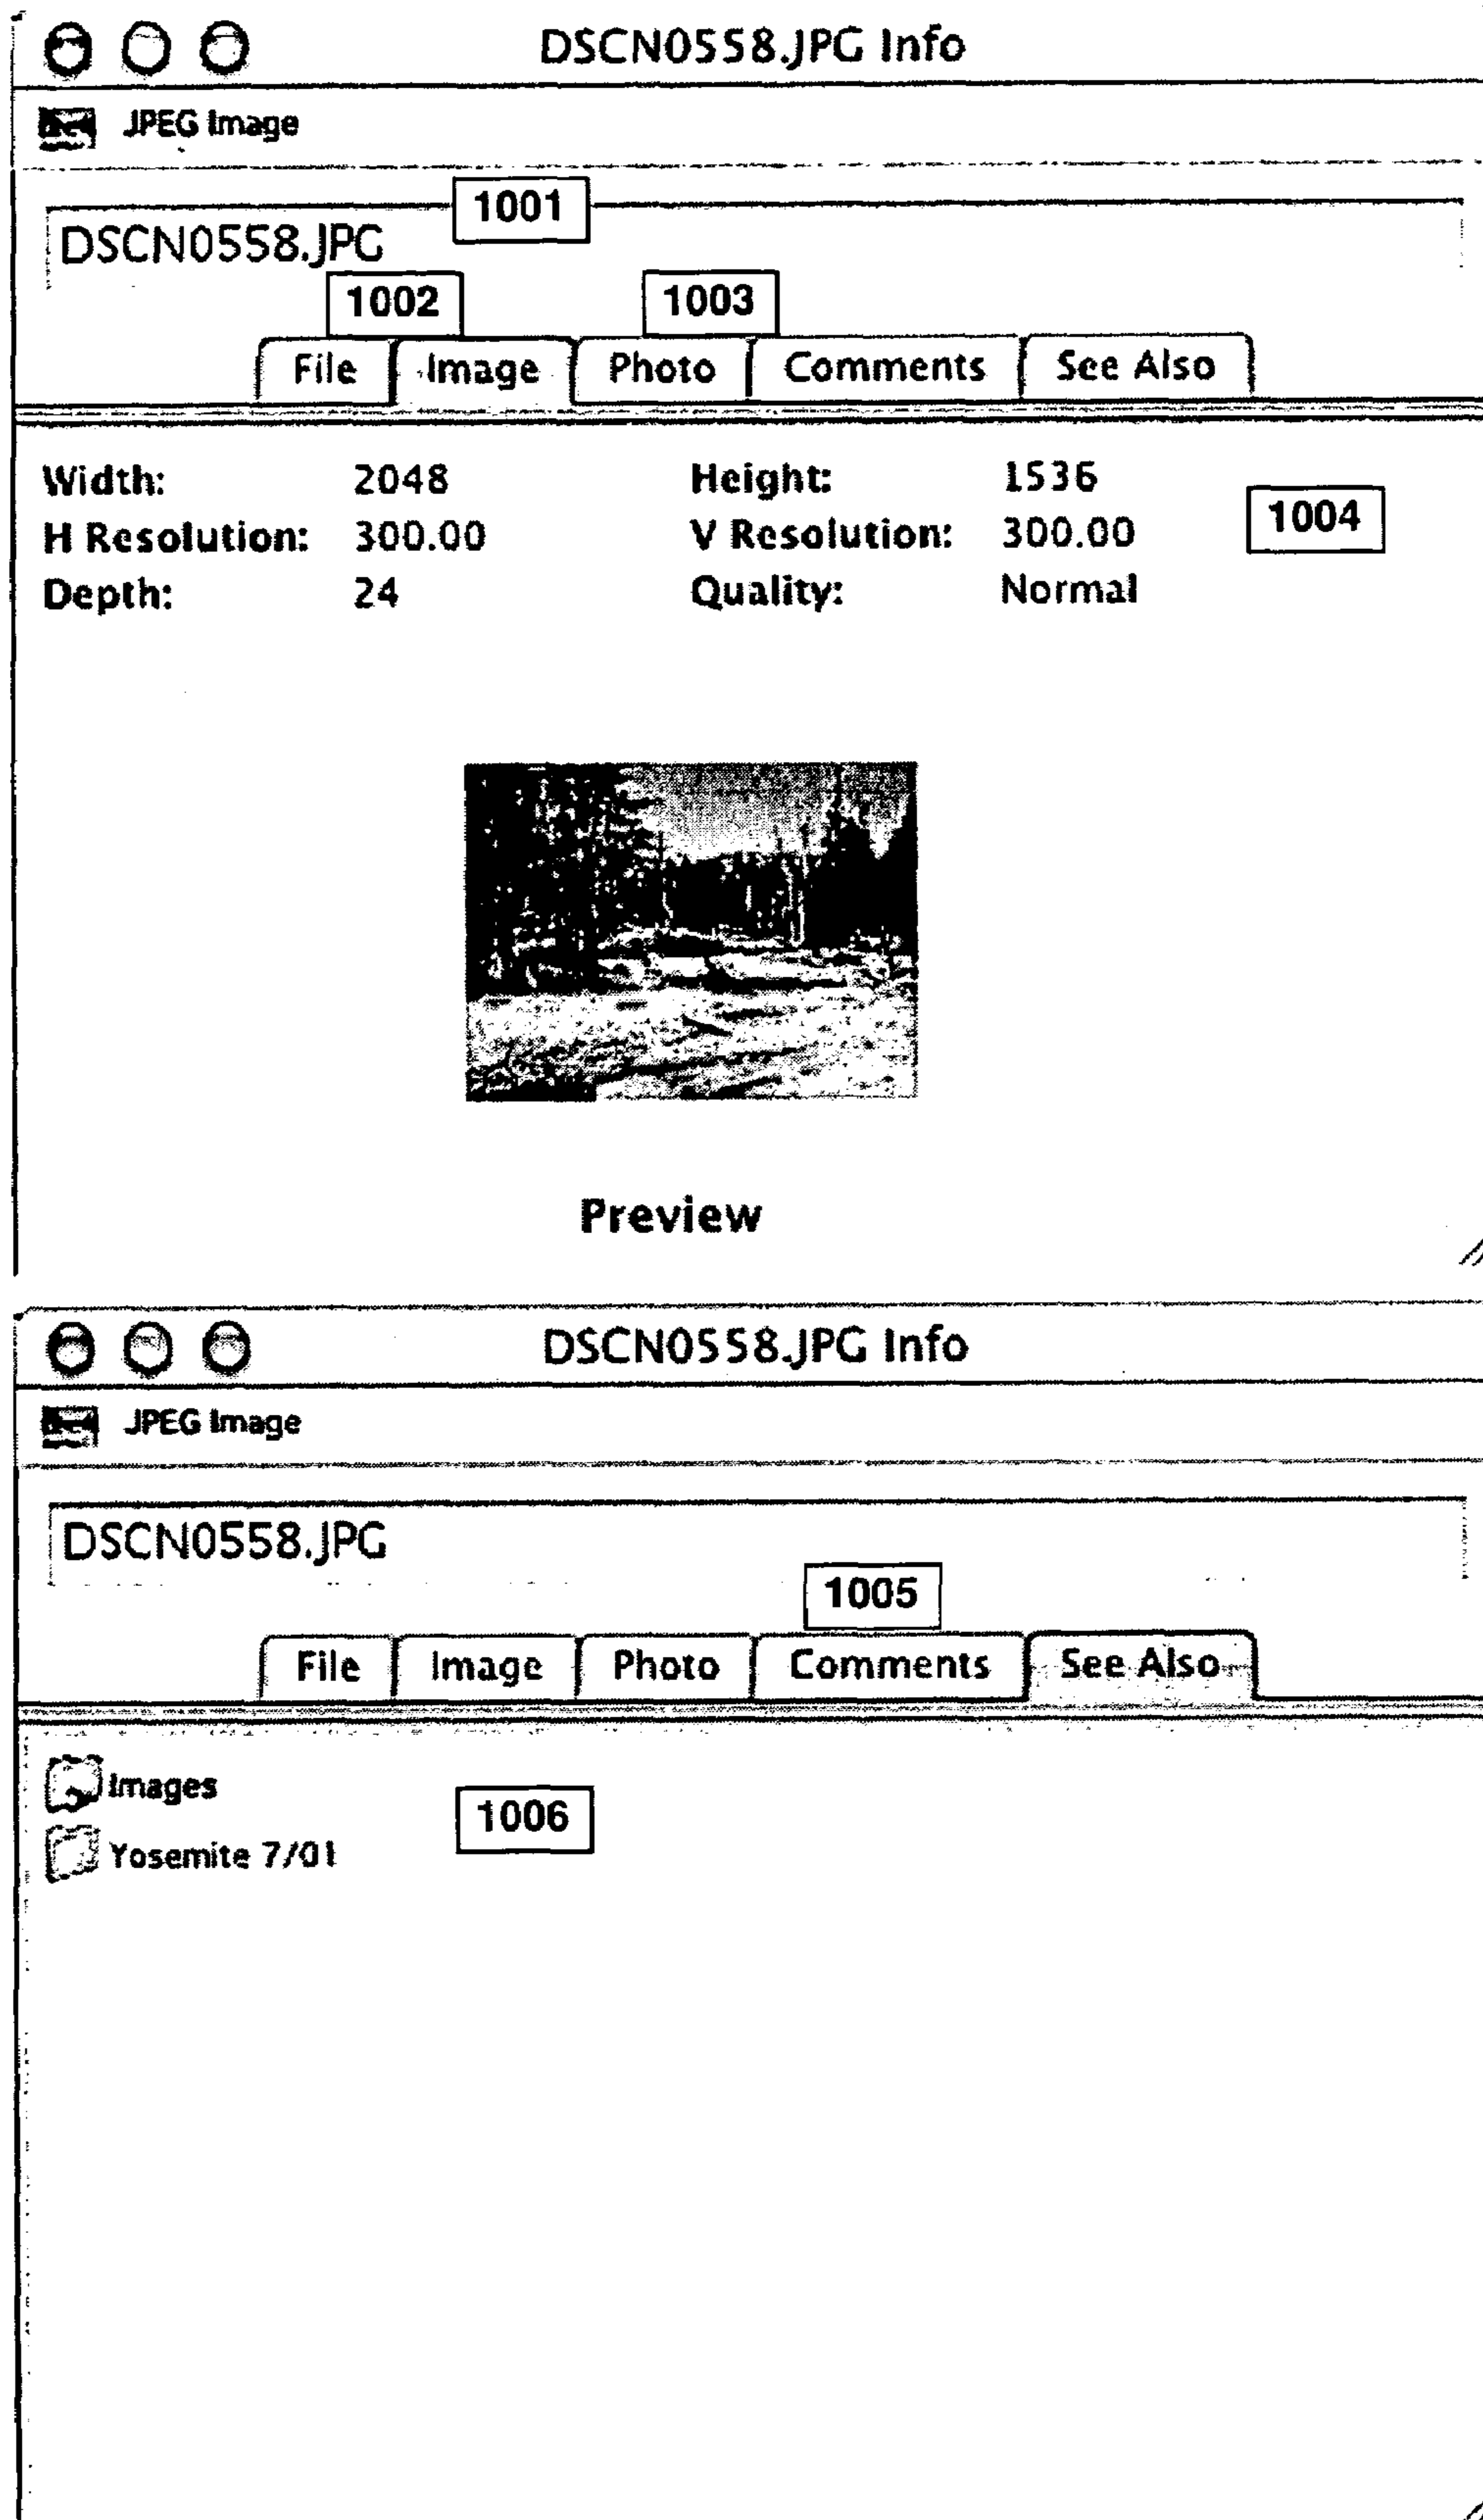 DSCN0558.JPG Info
JPEG Image
1001
DSCN0558.JPG
1002 1003
File Image Photo Comments See Also
Width: 2048 Height: 1536
1004
H Resolution: 300.00 V Resolution: 300.00
Depth: 24 Quality: Normal
Preview
DSCN0558.JPG Info
JPEG Image
DSCN0558.JPG
1005
File Image Photo Comments See Also
Images
1006
Yosemite 7/01